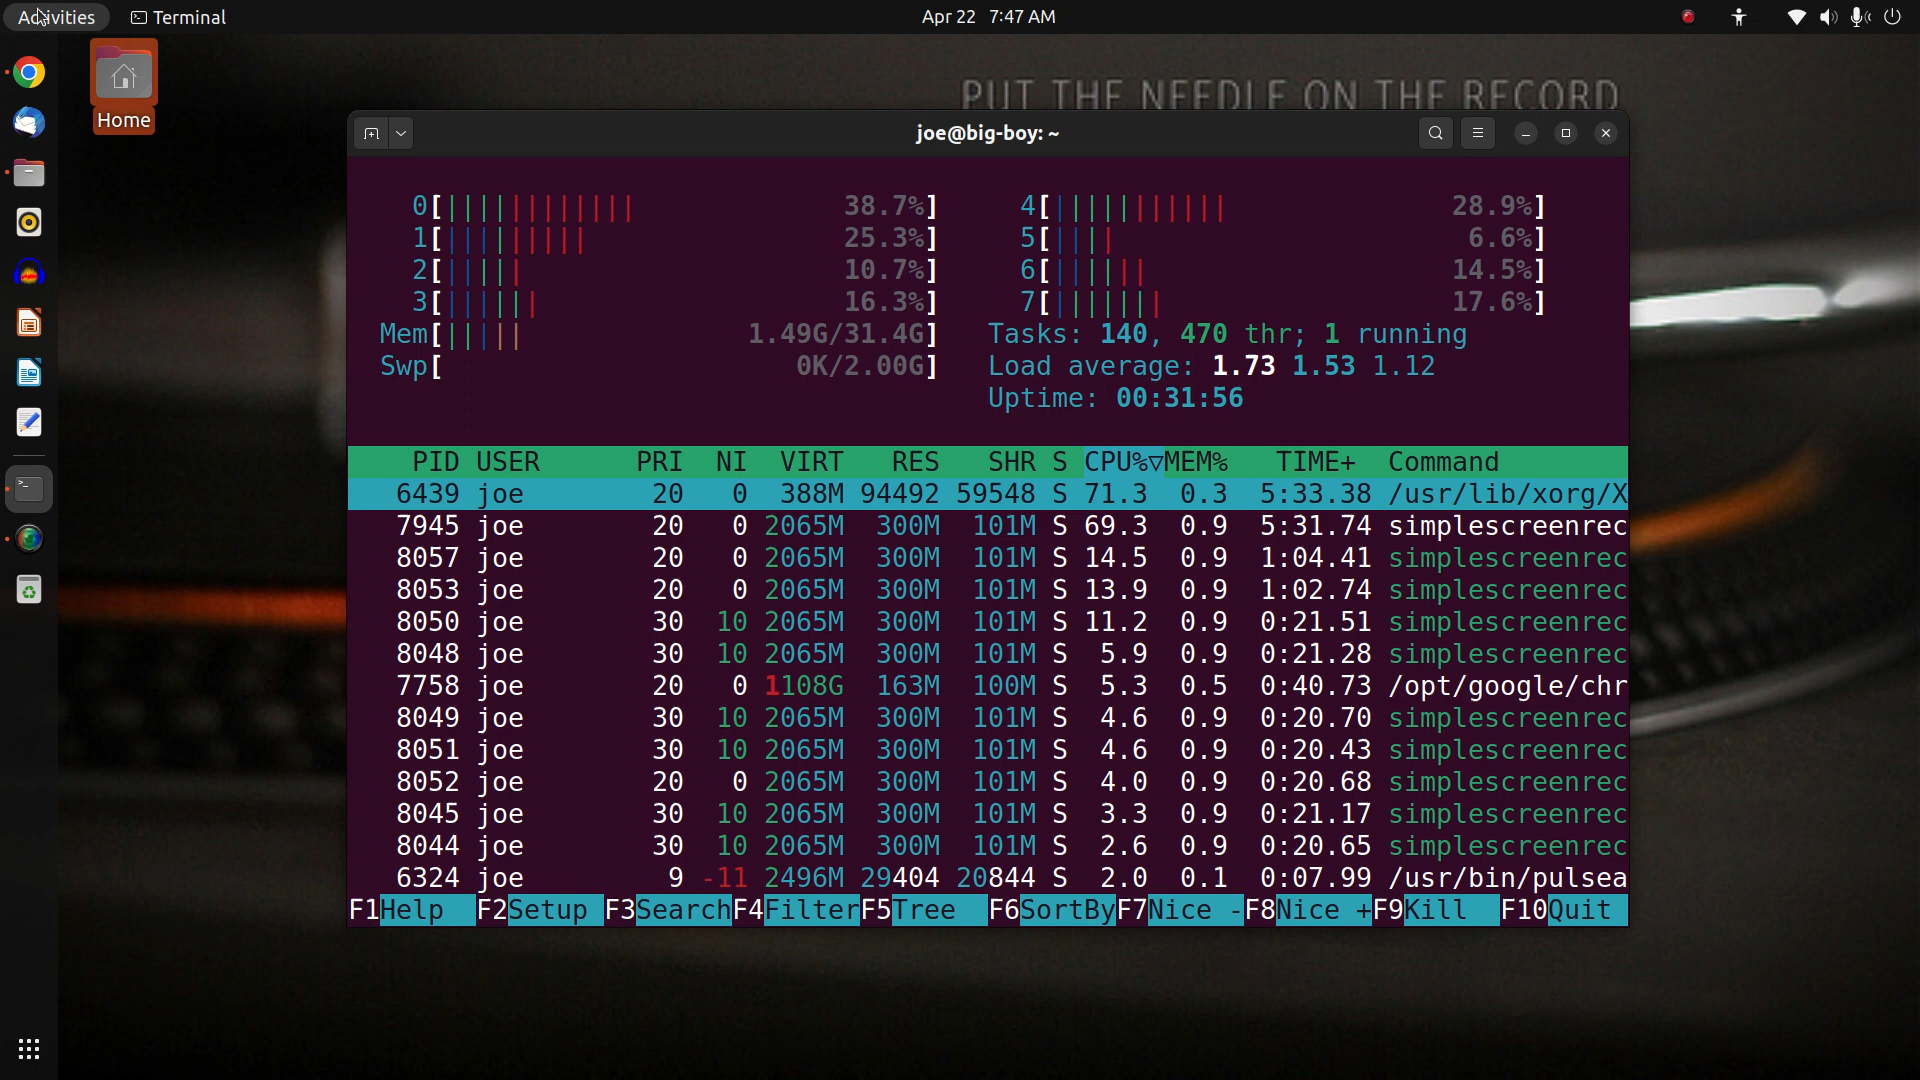 Activities
Terminal
Apr 22 7:47 AM
Home
PUT THE NEEDLE ON THE RECORD
joe@big-boy: ~
0[|||||||||||| 38.7%]
4[||||||||||| 28.9%]
1[||||||||| 25.3%]
5[|||| 6.6%]
2[||||| 10.7%]
6[|||||| 14.5%]
3[|||||| 16.3%]
7[||||||| 17.6%]
Mem[||||| 1.49G/31.4G]
Tasks: 140, 470 thr; 1 running
Swp[ 0K/2.00G]
Load average: 1.73 1.53 1.12
Uptime: 00:31:56
PID USER PRI NI VIRT RES SHR S CPU%▽MEM% TIME+ Command
6439 joe 20 0 388M 94492 59548 S 71.3 0.3 5:33.38 /usr/lib/xorg/X
7945 joe 20 0 2065M 300M 101M S 69.3 0.9 5:31.74 simplescreenrec
8057 joe 20 0 2065M 300M 101M S 14.5 0.9 1:04.41 simplescreenrec
8053 joe 20 0 2065M 300M 101M S 13.9 0.9 1:02.74 simplescreenrec
8050 joe 30 10 2065M 300M 101M S 11.2 0.9 0:21.51 simplescreenrec
8048 joe 30 10 2065M 300M 101M S 5.9 0.9 0:21.28 simplescreenrec
7758 joe 20 0 1108G 163M 100M S 5.3 0.5 0:40.73 /opt/google/chr
8049 joe 30 10 2065M 300M 101M S 4.6 0.9 0:20.70 simplescreenrec
8051 joe 30 10 2065M 300M 101M S 4.6 0.9 0:20.43 simplescreenrec
8052 joe 20 0 2065M 300M 101M S 4.0 0.9 0:20.68 simplescreenrec
8045 joe 30 10 2065M 300M 101M S 3.3 0.9 0:21.17 simplescreenrec
8044 joe 30 10 2065M 300M 101M S 2.6 0.9 0:20.65 simplescreenrec
6324 joe 9 -11 2496M 29404 20844 S 2.0 0.1 0:07.99 /usr/bin/pulsea
F1Help F2Setup F3SearchF4FilterF5Tree F6SortByF7Nice -F8Nice +F9Kill F10Quit